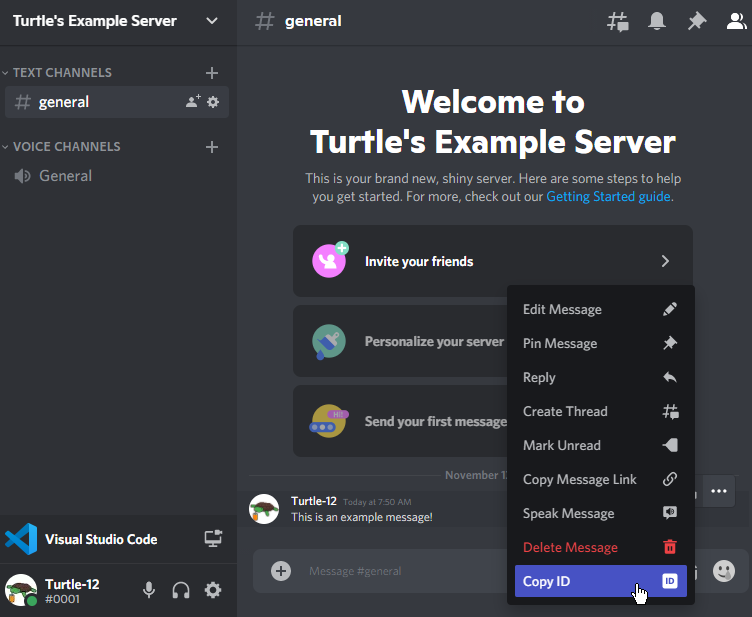 Turtle's Example Server
general
TEXT CHANNELS
general
VOICE CHANNELS
General
Welcome to
Turtle's Example Server
This is your brand new, shiny server. Here are some steps to help
you get started. For more, check out our Getting Started guide.
Invite your friends
Personalize your server
Hi!
Send your first message
November
Turtle-12 Today at 7:50 AM
This is an example message!
Message #general
Edit Message
Pin Message
Reply
Create Thread
Mark Unread
Copy Message Link
Speak Message
Delete Message
Copy ID
ID
Visual Studio Code
Turtle-12
#0001